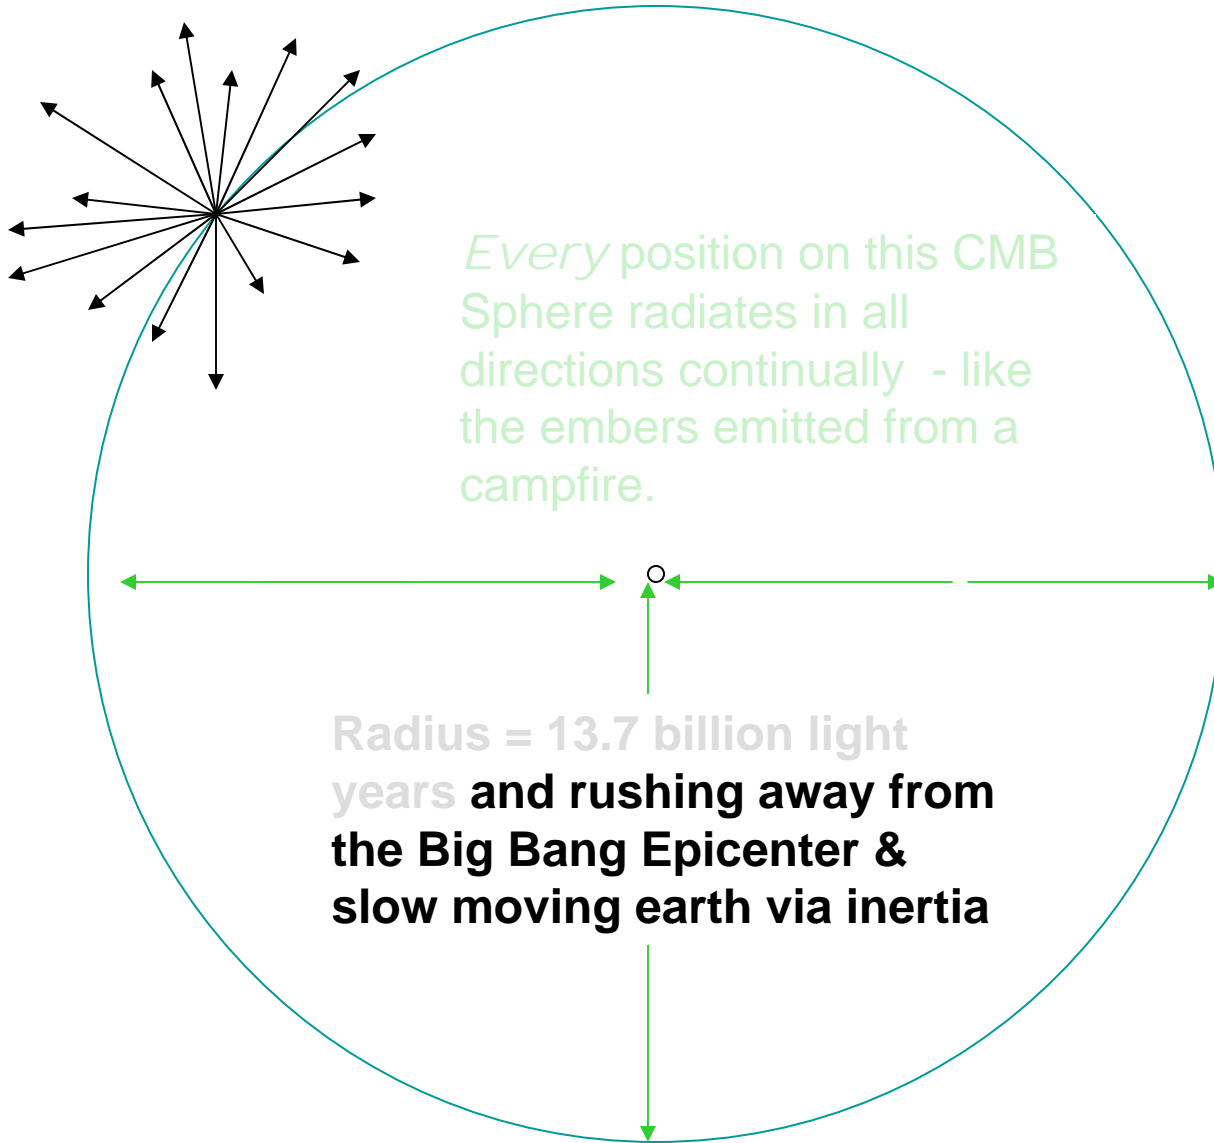 Every position on this CMB
Sphere radiates in all
directions continually  - like
the embers emitted from a
campfire.
Radius = 13.7 billion light
years and rushing away from
the Big Bang Epicenter &
slow moving earth via inertia